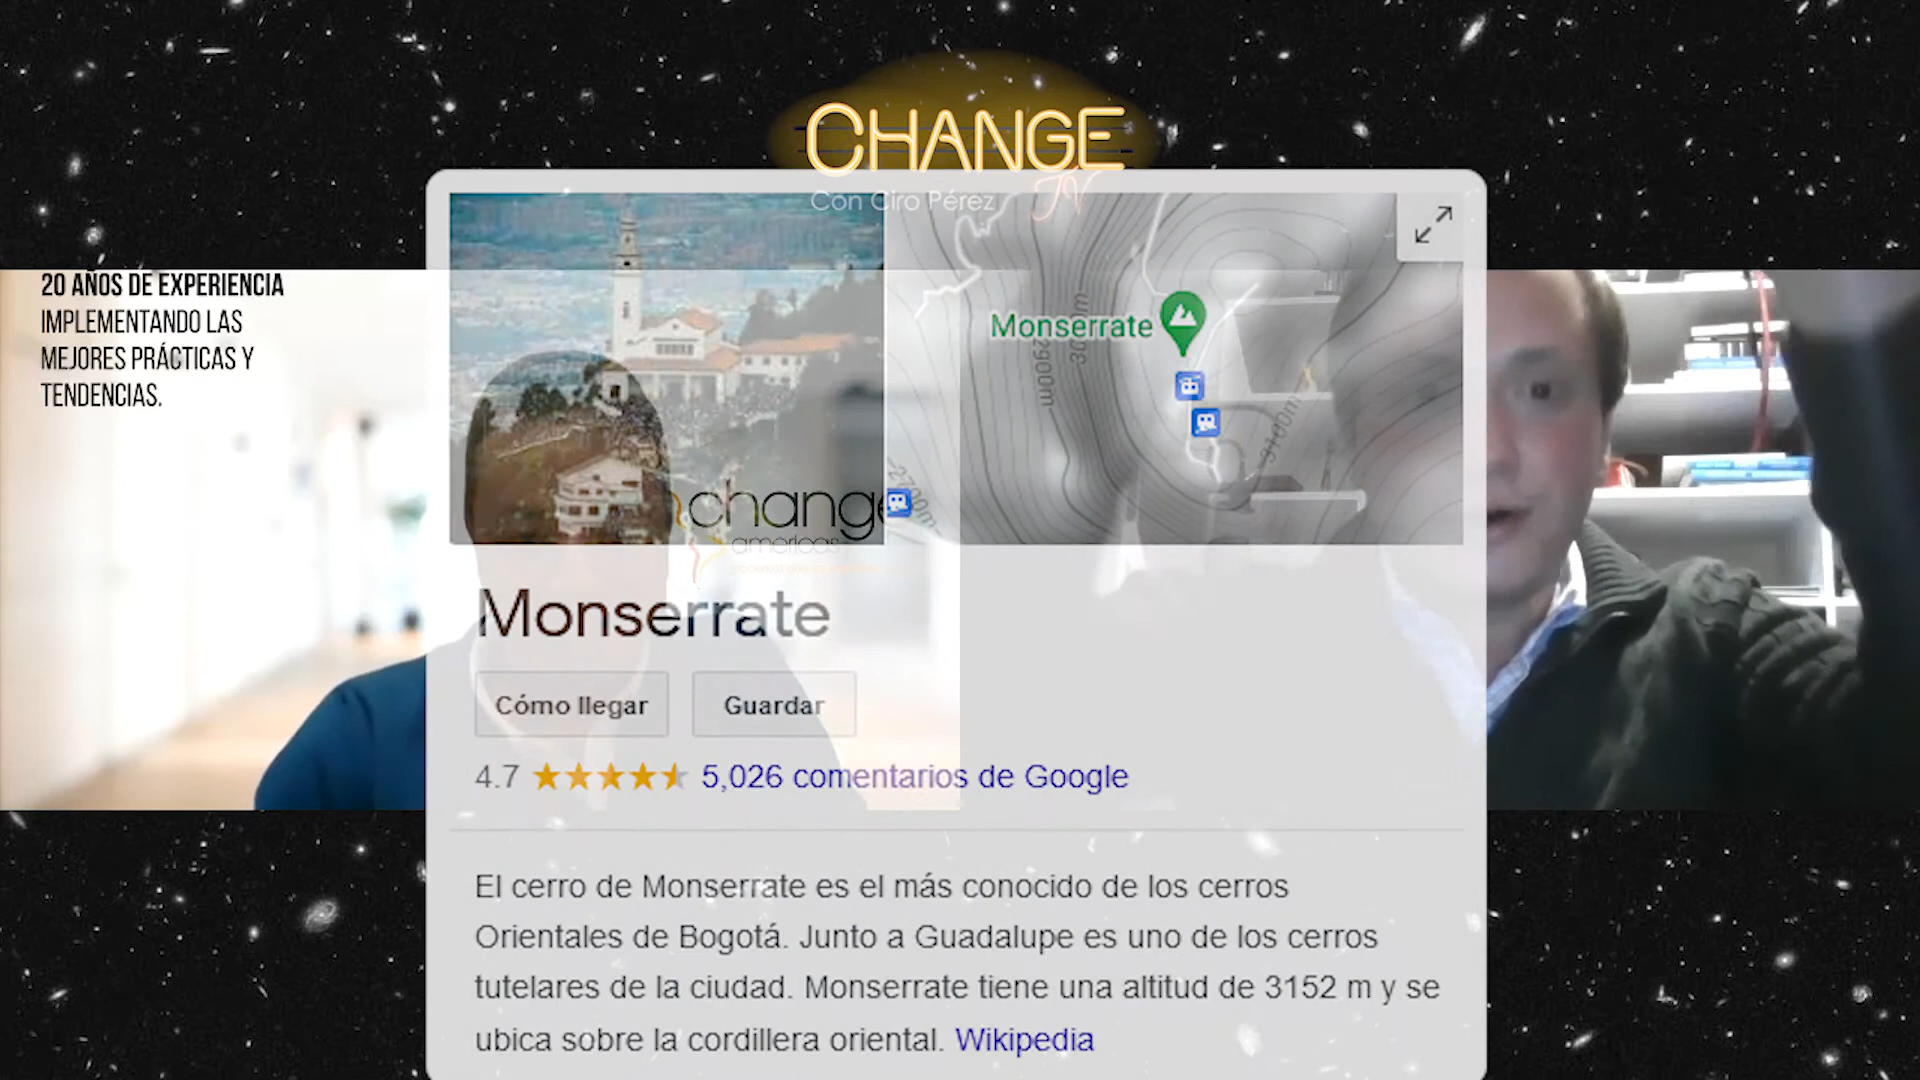 CHANGE
TV
Con Ciro Pérez
20 AÑOS DE EXPERIENCIA
IMPLEMENTANDO LAS
MEJORES PRÁCTICAS Y
TENDENCIAS.
Monserrate
2900m
3100m
2700m
change
americas
Monserrate
Cómo llegar
Guardar
4.7
5,026 comentarios de Google
El cerro de Monserrate es el más conocido de los cerros
Orientales de Bogotá. Junto a Guadalupe es uno de los cerros
tutelares de la ciudad. Monserrate tiene una altitud de 3152 m y se
ubica sobre la cordillera oriental. Wikipedia